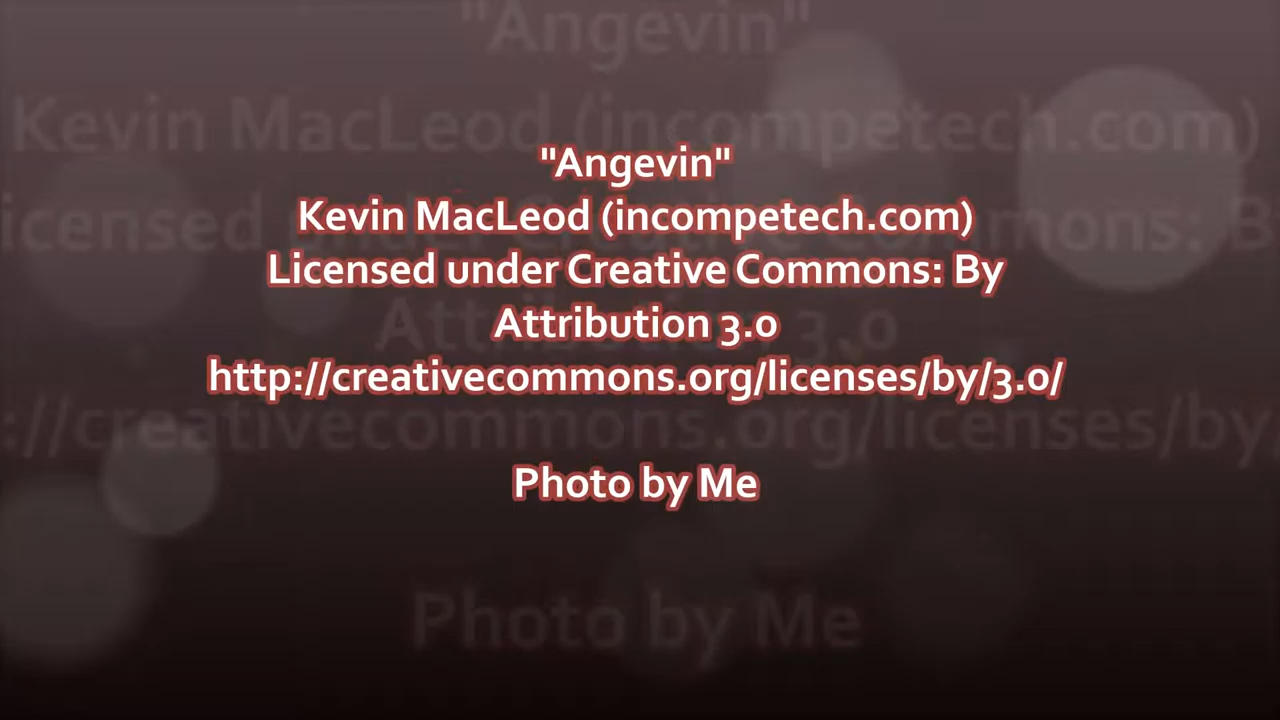 "Angevin"
Kevin MacLeod (incompetech.com)
Licensed under Creative Commons: By
Attribution 3.0
http://creativecommons.org/licenses/by/3.0/
Photo by Me